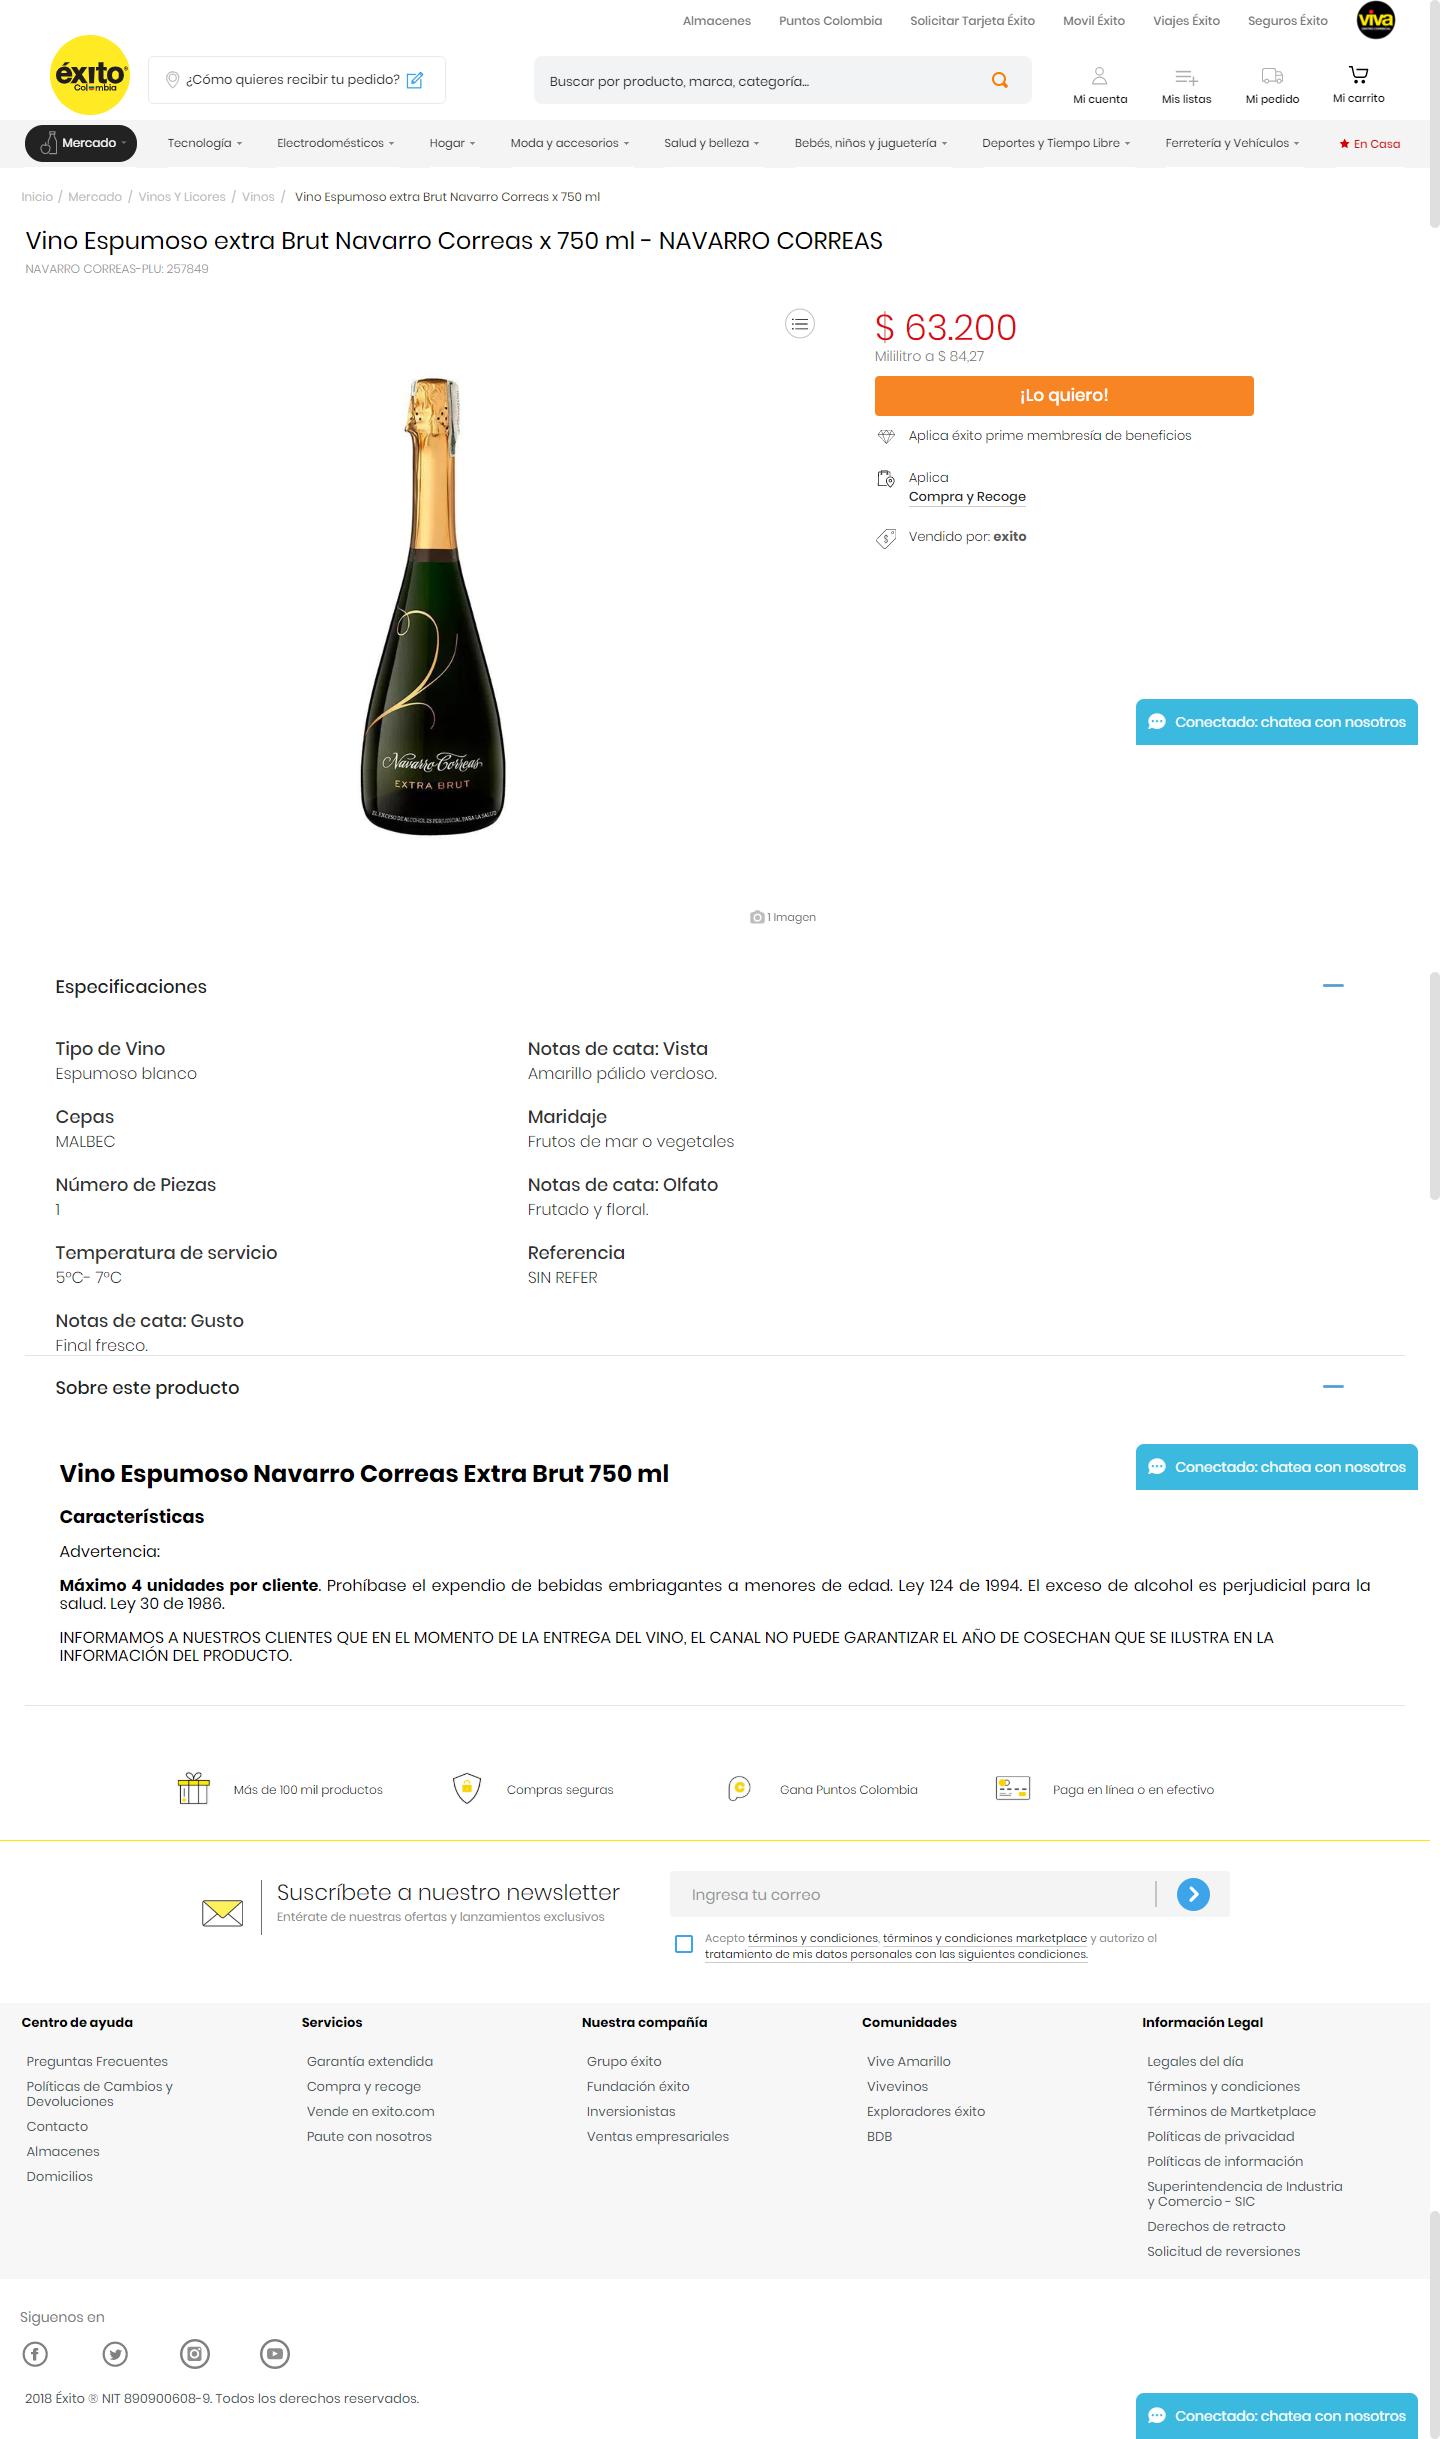 Almacenes Puntos Colombia Solicitar Tarjeta Éxito Movil Éxito Viajes Éxito Seguros Éxito viva
éxito
Colombia
¿Cómo quieres recibir tu pedido?
Buscar por producto, marca, categoría...
Mi cuenta Mis listas Mi pedido Mi carrito
Mercado Tecnología Electrodomésticos Hogar Moda y accesorios Salud y belleza Bebés, niños y juguetería Deportes y Tiempo Libre Ferretería y Vehículos En Casa
Inicio / Mercado / Vinos Y Licores / Vinos / Vino Espumoso extra Brut Navarro Correas x 750 ml
Vino Espumoso extra Brut Navarro Correas x 750 ml - NAVARRO CORREAS
NAVARRO CORREAS-PLU: 257849
$ 63.200
Mililitro a $ 84,27
¡Lo quiero!
Aplica éxito prime membresía de beneficios
Aplica
Compra y Recoge
Vendido por: exito
Navarro Correas
EXTRA BRUT
EL EXCESO DE ALCOHOL ES PERJUDICIAL PARA LA SALUD
Conectado: chatea con nosotros
1 Imagen
Especificaciones
Tipo de Vino
Espumoso blanco
Cepas
MALBEC
Número de Piezas
1
Temperatura de servicio
5ºC- 7ºC
Notas de cata: Gusto
Final fresco.
Notas de cata: Vista
Amarillo pálido verdoso.
Maridaje
Frutos de mar o vegetales
Notas de cata: Olfato
Frutado y floral.
Referencia
SIN REFER
Sobre este producto
Conectado: chatea con nosotros
Vino Espumoso Navarro Correas Extra Brut 750 ml
Características
Advertencia:
Máximo 4 unidades por cliente. Prohíbase el expendio de bebidas embriagantes a menores de edad. Ley 124 de 1994. El exceso de alcohol es perjudicial para la
salud. Ley 30 de 1986.
INFORMAMOS A NUESTROS CLIENTES QUE EN EL MOMENTO DE LA ENTREGA DEL VINO, EL CANAL NO PUEDE GARANTIZAR EL AÑO DE COSECHAN QUE SE ILUSTRA EN LA
INFORMACIÓN DEL PRODUCTO.
Más de 100 mil productos Compras seguras Gana Puntos Colombia Paga en línea o en efectivo
Suscríbete a nuestro newsletter
Entérate de nuestras ofertas y lanzamientos exclusivos
Ingresa tu correo
Acepto términos y condiciones, términos y condiciones marketplace y autorizo el
tratamiento de mis datos personales con las siguientes condiciones.
Centro de ayuda
Preguntas Frecuentes
Políticas de Cambios y
Devoluciones
Contacto
Almacenes
Domicilios
Servicios
Garantía extendida
Compra y recoge
Vende en exito.com
Paute con nosotros
Nuestra compañía
Grupo éxito
Fundación éxito
Inversionistas
Ventas empresariales
Comunidades
Vive Amarillo
Vivevinos
Exploradores éxito
BDB
Información Legal
Legales del día
Términos y condiciones
Términos de Martketplace
Políticas de privacidad
Políticas de información
Superintendencia de Industria
y Comercio - SIC
Derechos de retracto
Solicitud de reversiones
Siguenos en
2018 Éxito ® NIT 890900608-9. Todos los derechos reservados.
Conectado: chatea con nosotros